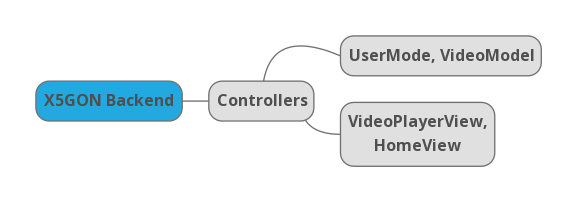 UserMode, VideoModel
X5GON Backend
Controllers
VideoPlayerView,
HomeView